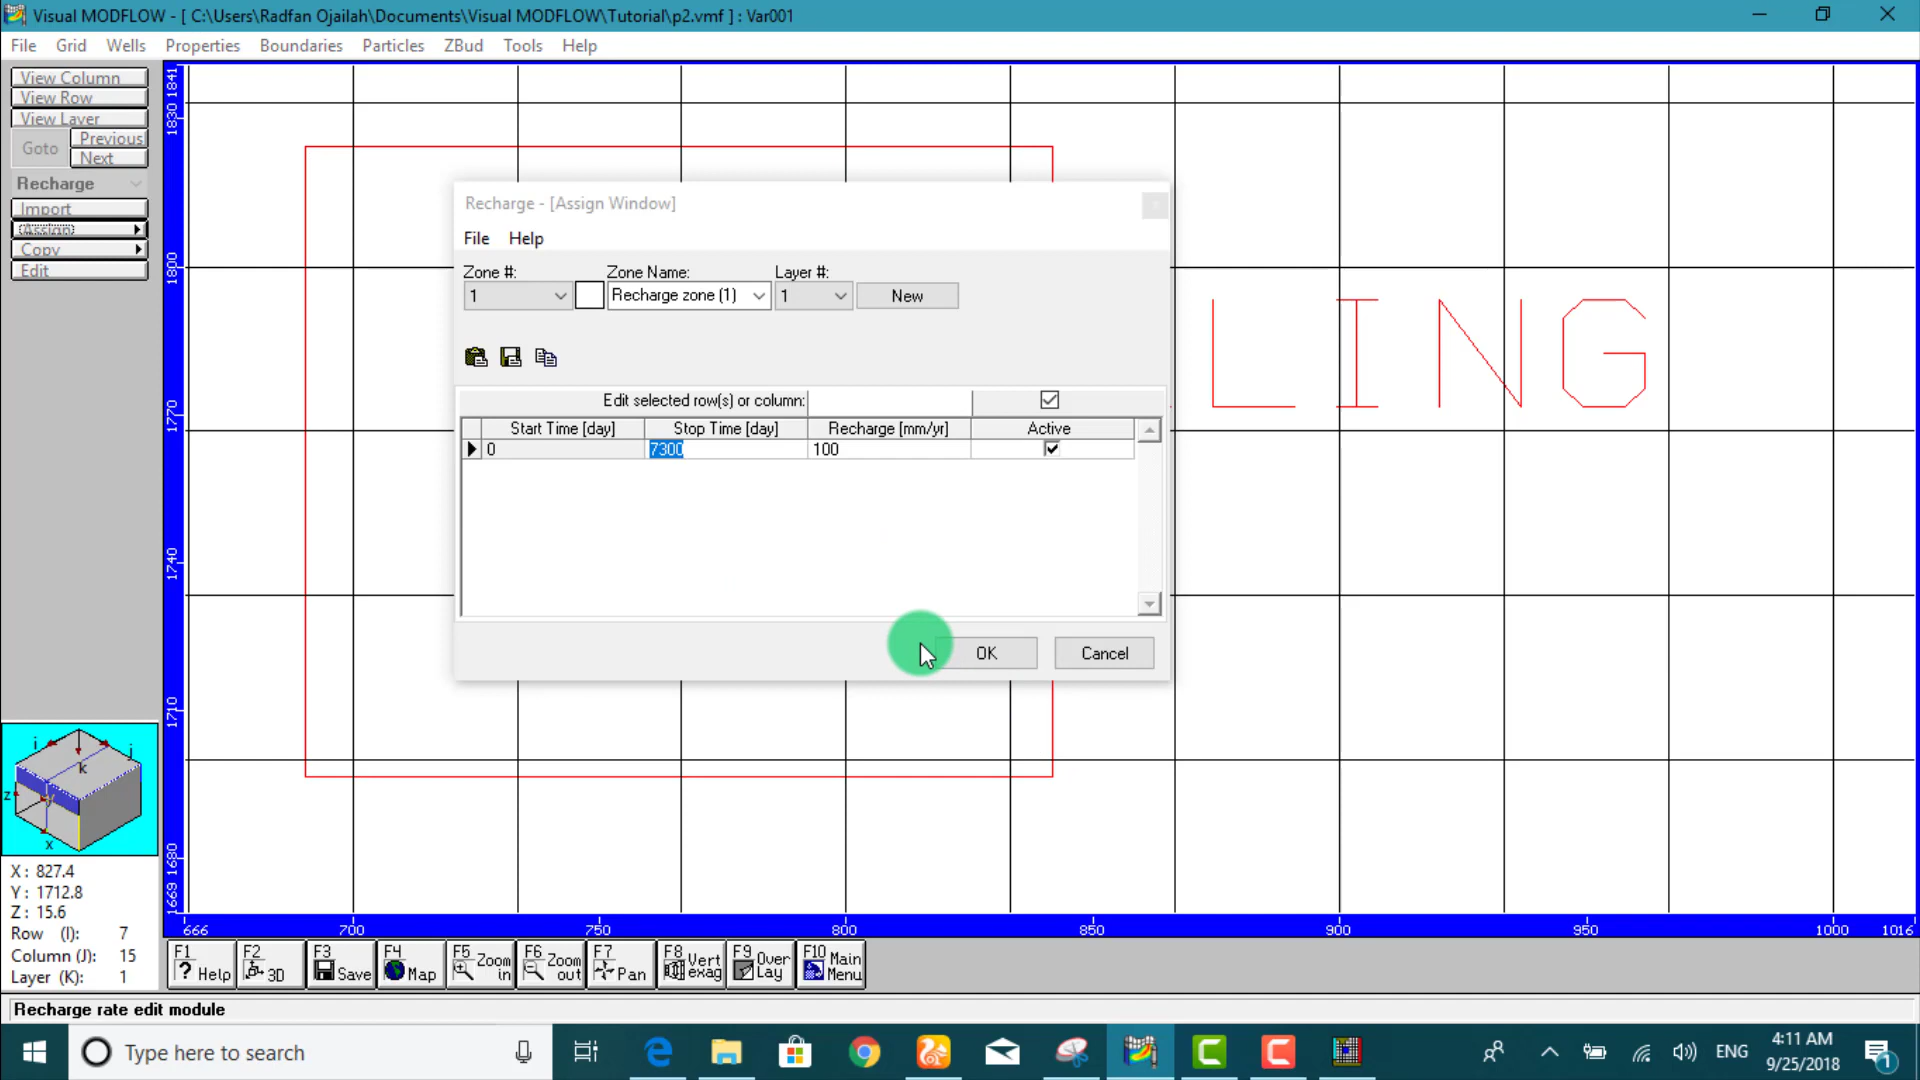 Visual MODFLOW - [ C:\Users\Radfan Ojailah\Documents\Visual MODFLOW\Tutorial\p2.vmf ] : Var001
File Grid Wells Properties Boundaries Particles ZBud Tools Help
View Column
View Row
View Layer
Goto Previous
Next
Recharge
Import
Assign
Copy
Edit
1841
1830
1800
1770
1740
1710
1680
1669
LING
Recharge - [Assign Window]
File Help
Zone #: Zone Name: Layer #:
1 Recharge zone (1) 1 New
Edit selected row(s) or column:
Start Time [day] Stop Time [day] Recharge [mm/yr] Active
0 7300 100
OK Cancel
i j
k
z y
x
X : 827.4
Y : 1712.8
Z : 15.6
Row (I): 7
Column (J): 15
Layer (K): 1
666 700 750 800 850 900 950 1000 1016
F1 ? Help F2 3D F3 Save F4 Map F5 Zoom in F6 Zoom out F7 Pan F8 Vert exag F9 Over Lay F10 Main Menu
Recharge rate edit module
Type here to search
ENG
4:11 AM
9/25/2018
1